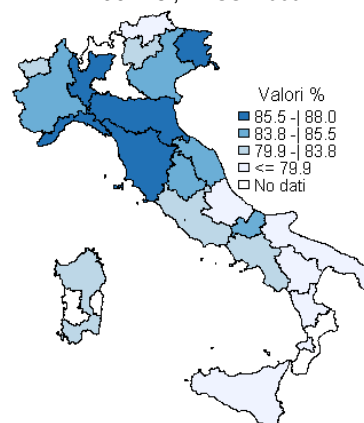 Valori %
85.5 -| 88.0
83.8 -| 85.5
79.9 -| 83.8
<= 79.9
No dati